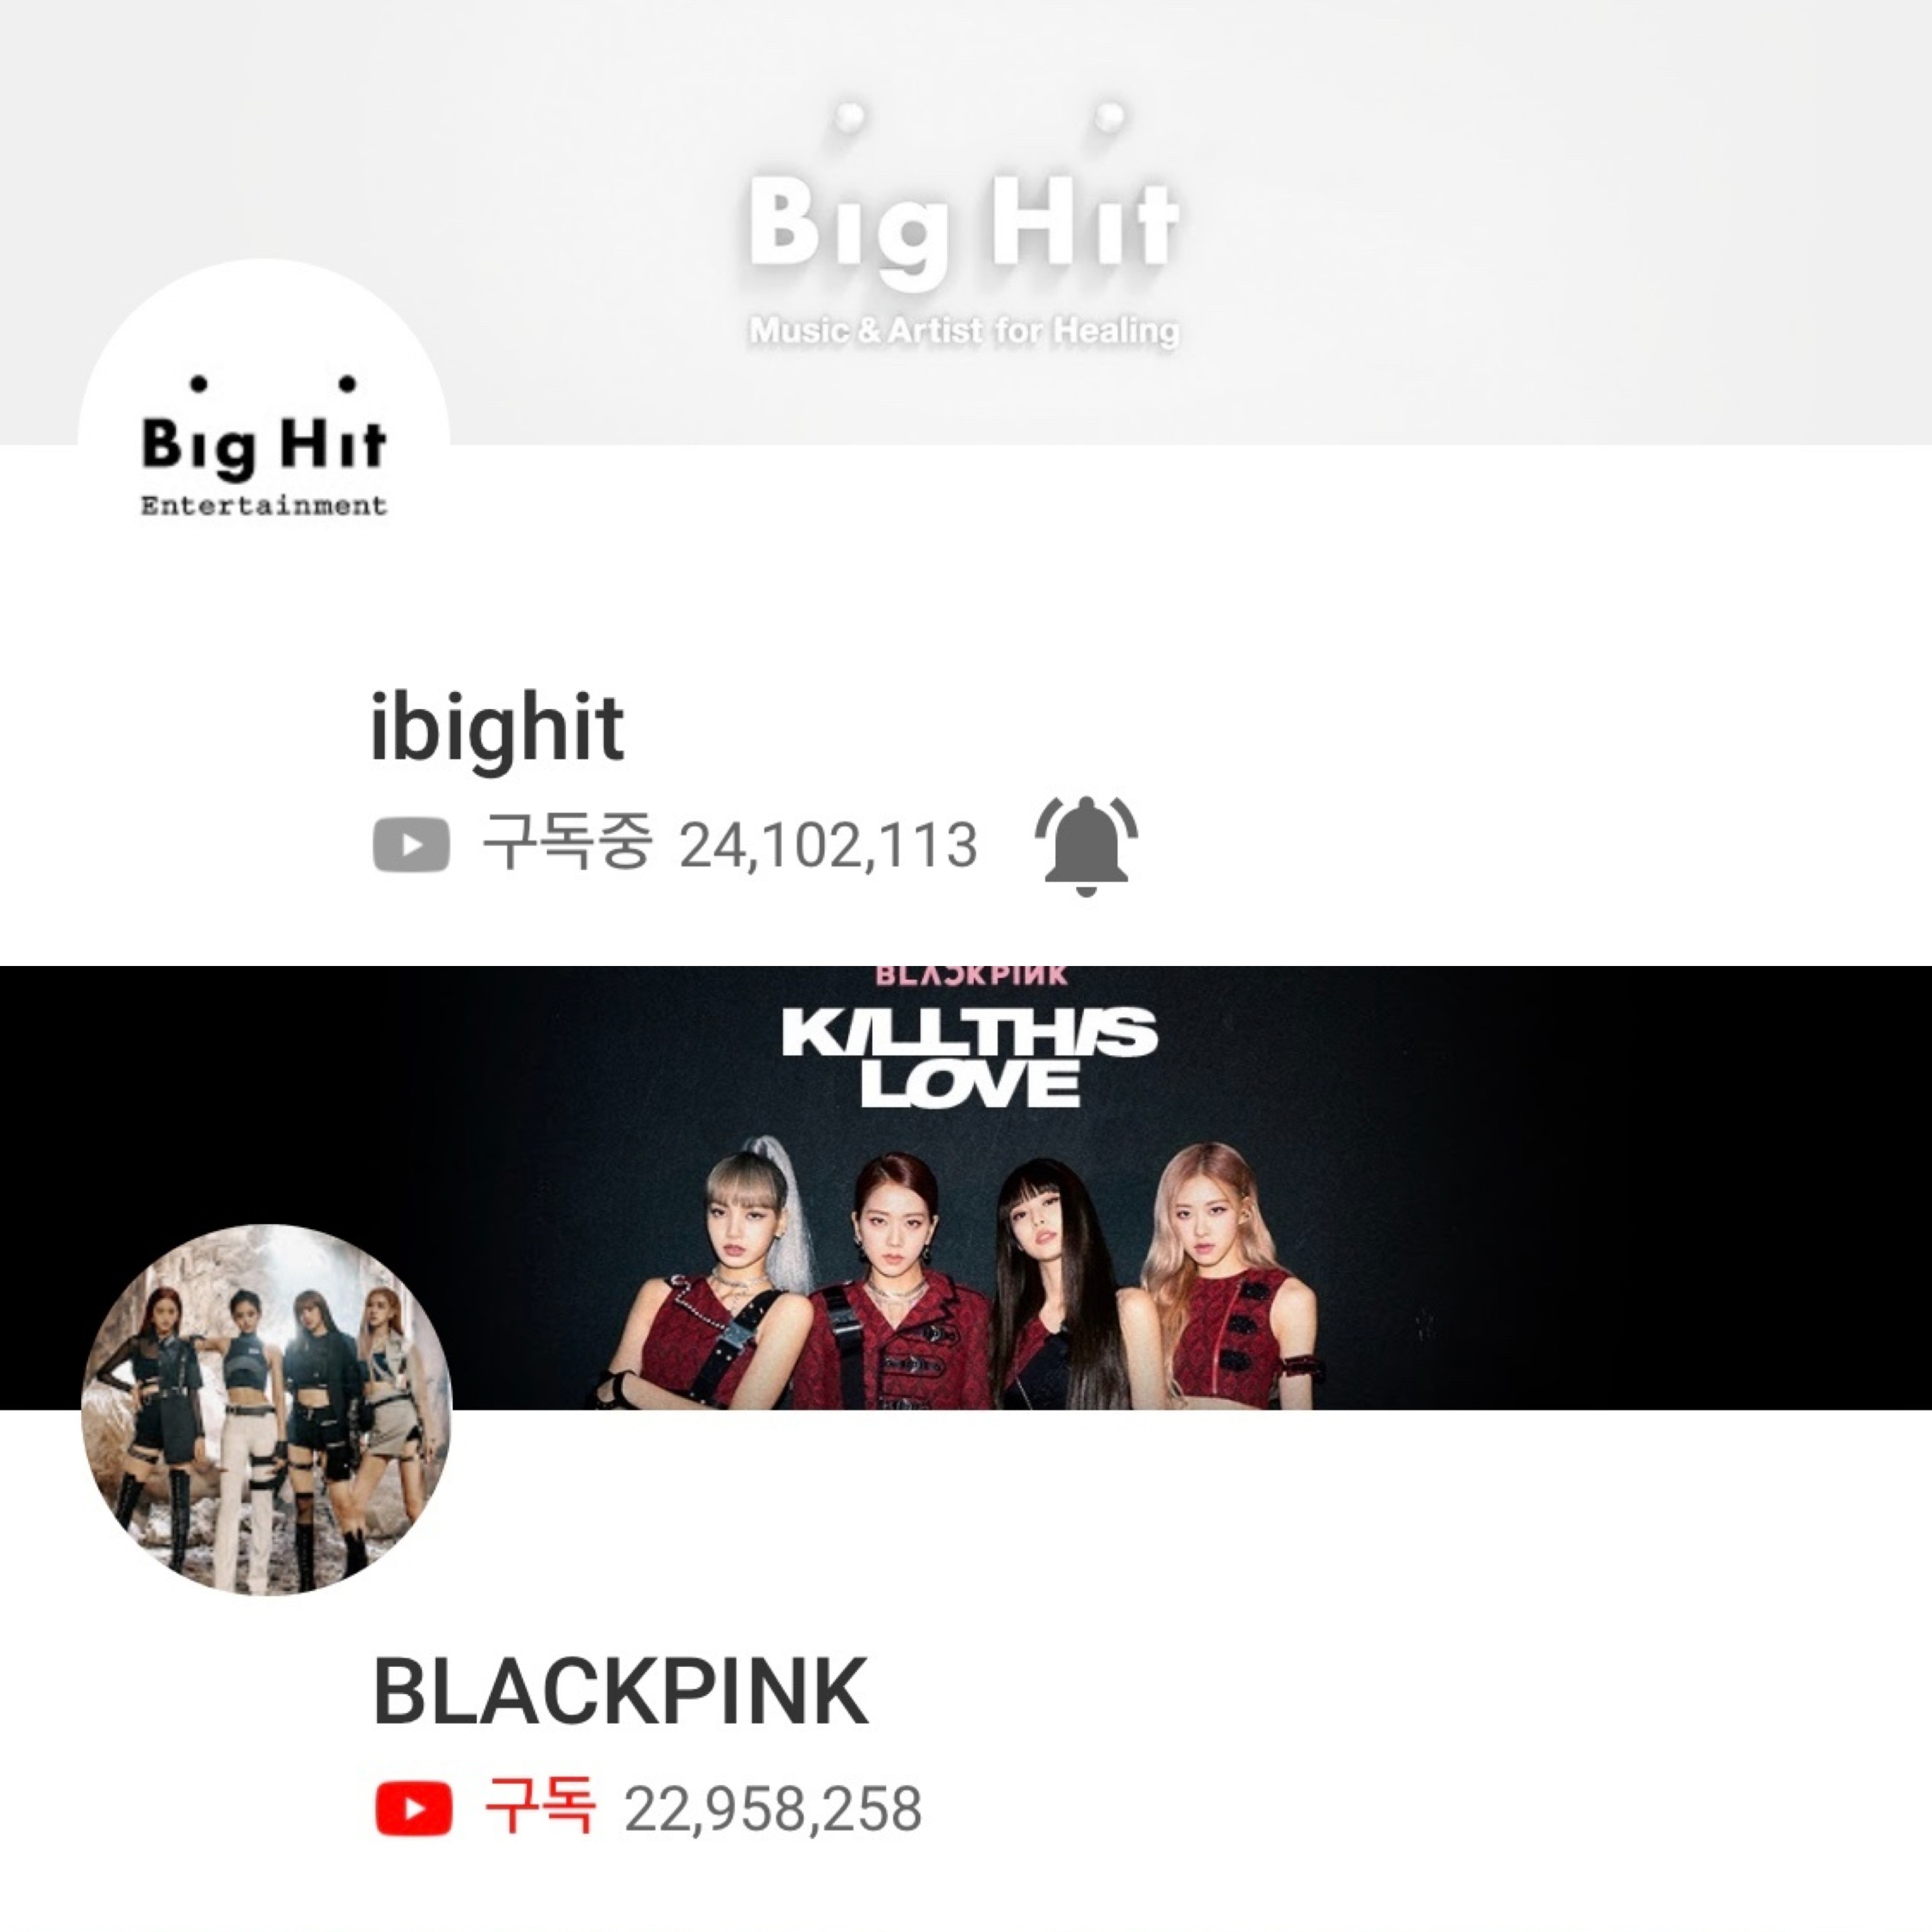 Big Hit
Music & Artist for Healing
Big Hit
Entertainment
ibighit
구독중 24,102,113
BLACKPINK
KILL THIS
LOVE
BLACKPINK
구독 22,958,258